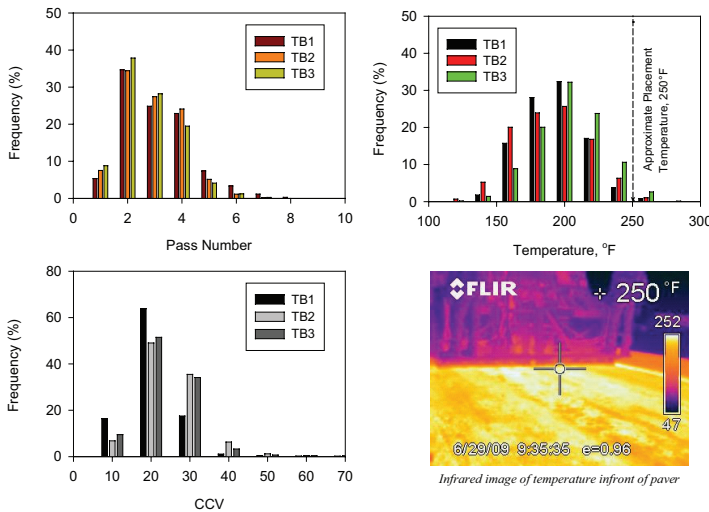 50
40
30
20
10
0
Frequency (%)
TB1
TB2
TB3
0 2 4 6 8 10
Pass Number
50
40
30
20
10
0
Frequency (%)
TB1
TB2
TB3
Approximate Placement
Temperature, 250°F
100 150 200 250 300
Temperature, °F
80
60
40
20
0
Frequency (%)
TB1
TB2
TB3
0 10 20 30 40 50 60 70
CCV
FLIR
250 °F
252
47
6/29/09 9:35:35 e=0.96
Infrared image of temperature infront of paver